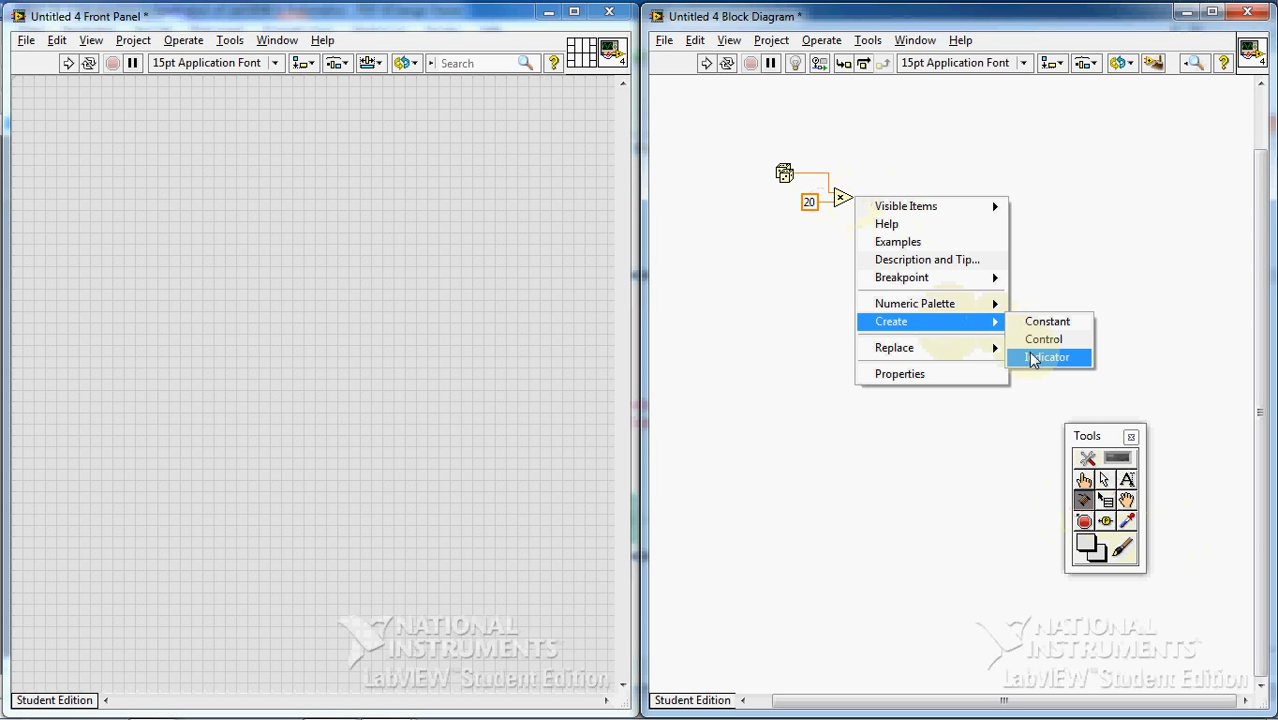 Untitled 4 Front Panel *
File Edit View Project Operate Tools Window Help
15pt Application Font
Search
?
4
NATIONAL
INSTRUMENTS
LabVIEW Student Edition
Student Edition
Untitled 4 Block Diagram *
File Edit View Project Operate Tools Window Help
15pt Application Font
?
4
20
x
Visible Items
Help
Examples
Description and Tip...
Breakpoint
Numeric Palette
Create
Replace
Properties
Constant
Control
Indicator
Tools
A
P
NATIONAL
INSTRUMENTS
LabVIEW Student Edition
Student Edition